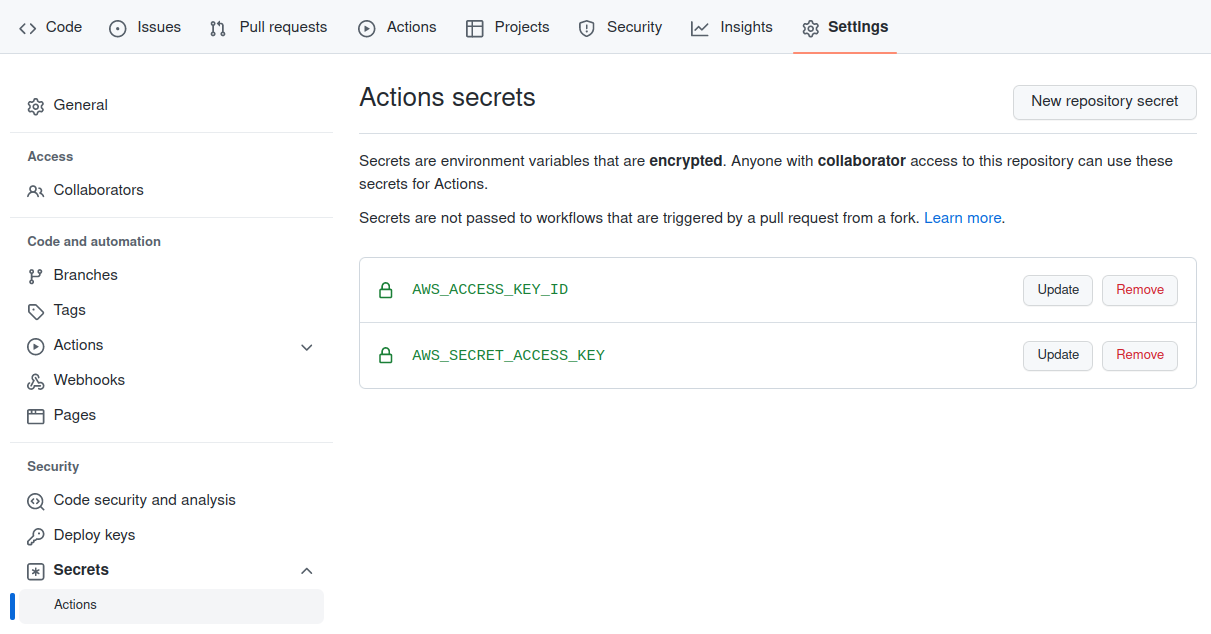 Code Issues Pull requests Actions Projects Security Insights Settings
General
Access
Collaborators
Code and automation
Branches
Tags
Actions
Webhooks
Pages
Security
Code security and analysis
Deploy keys
Secrets
Actions
Actions secrets
New repository secret
Secrets are environment variables that are encrypted. Anyone with collaborator access to this repository can use these
secrets for Actions.
Secrets are not passed to workflows that are triggered by a pull request from a fork. Learn more.
AWS_ACCESS_KEY_ID Update Remove
AWS_SECRET_ACCESS_KEY Update Remove